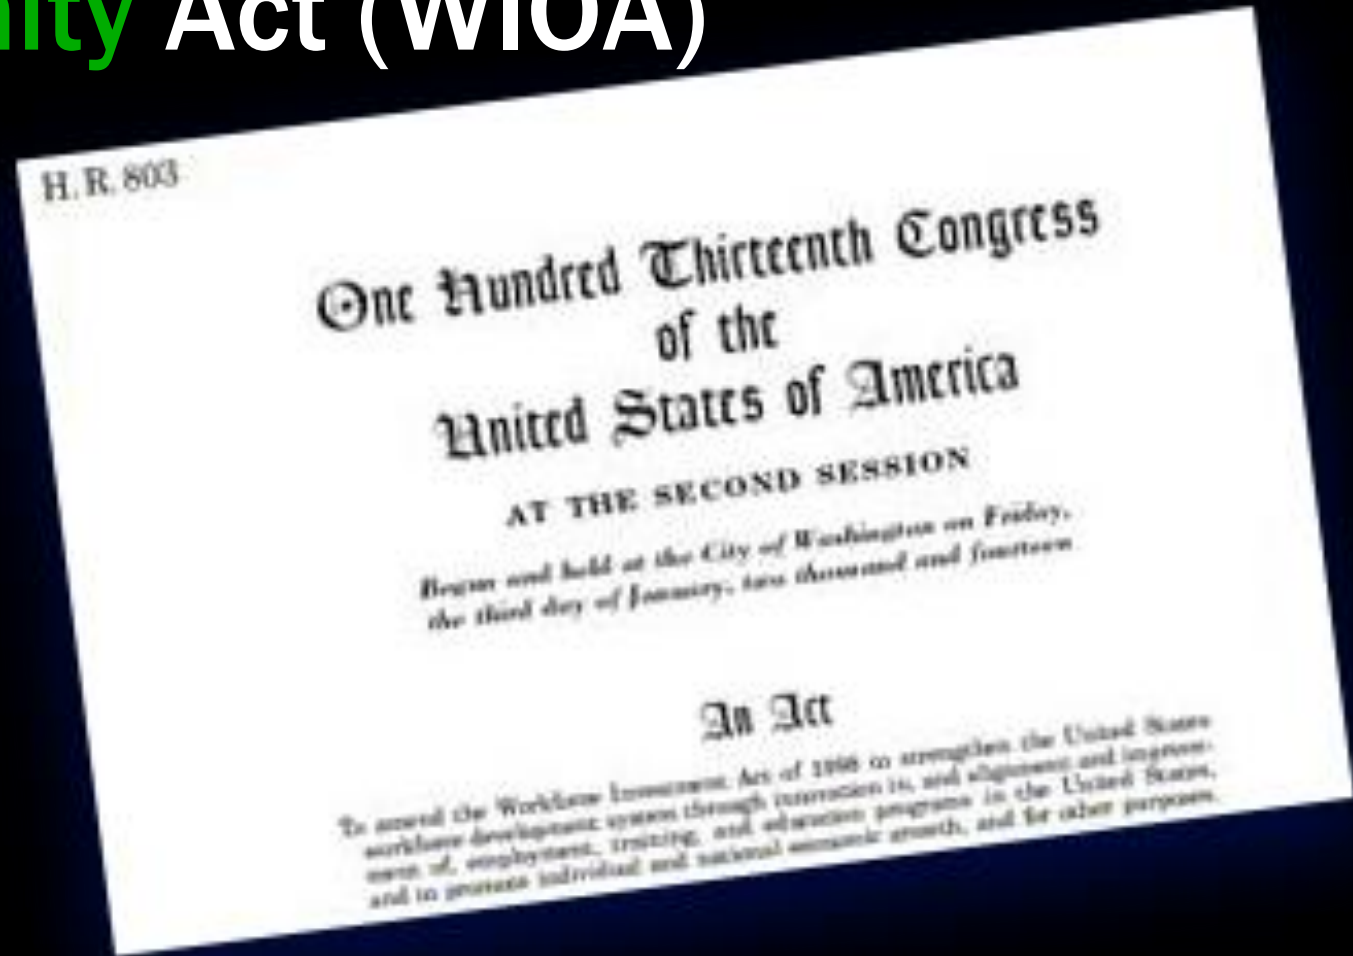 nity Act (WIOA)
H. R. 803
One Hundred Thirteenth Congress
of the
United States of America
AT THE SECOND SESSION
Begun and held at the City of Washington on Friday,
the third day of January, two thousand and fourteen
An Act
To amend the Workforce Investment Act of 1998 to strengthen the United States
workforce development system through innovation in, and alignment and improve-
ment of, employment, training, and education programs in the United States,
and to promote individual and national economic growth, and for other purposes.